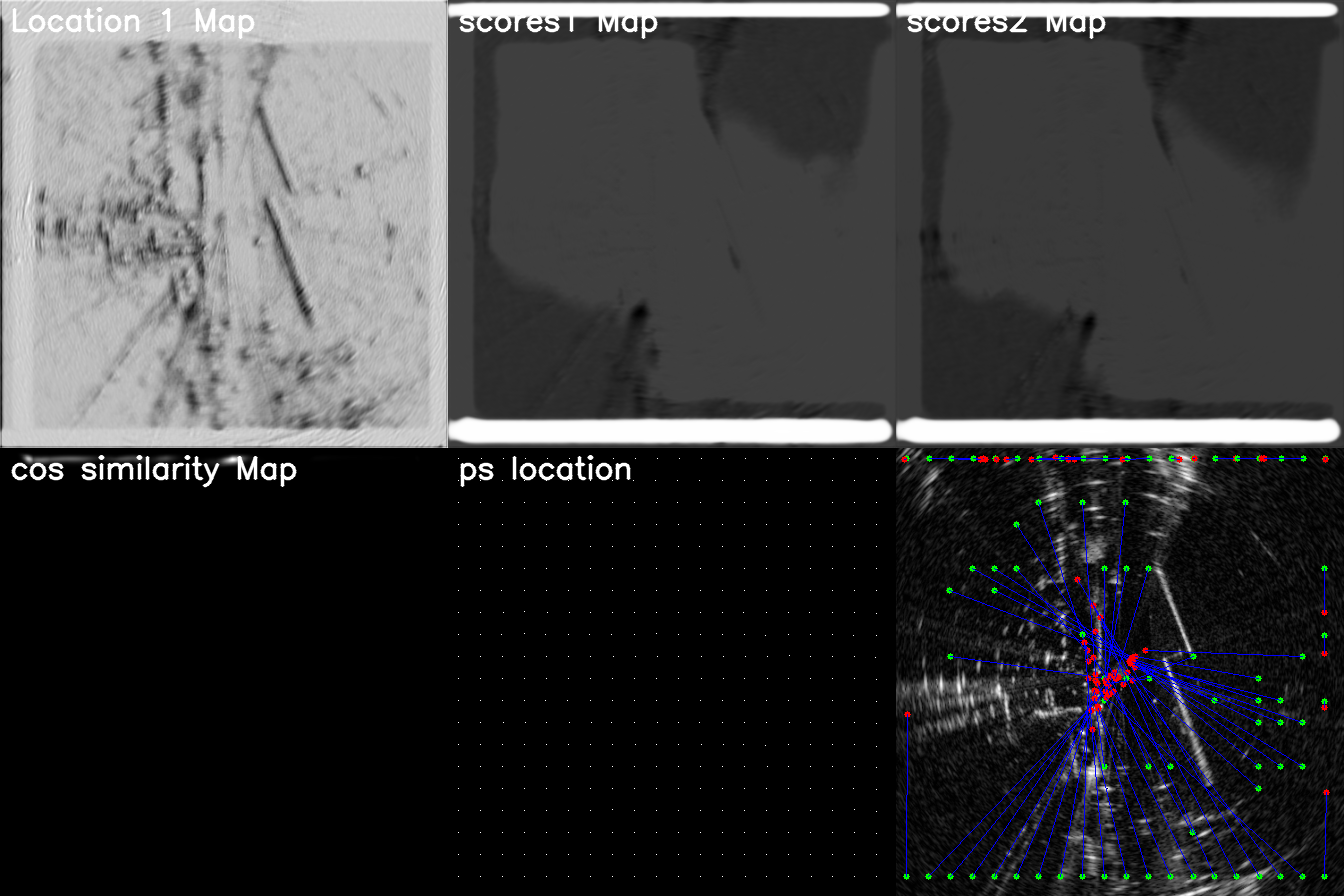 Location 1 Map
scores1 Map
scores2 Map
cos similarity Map
ps location